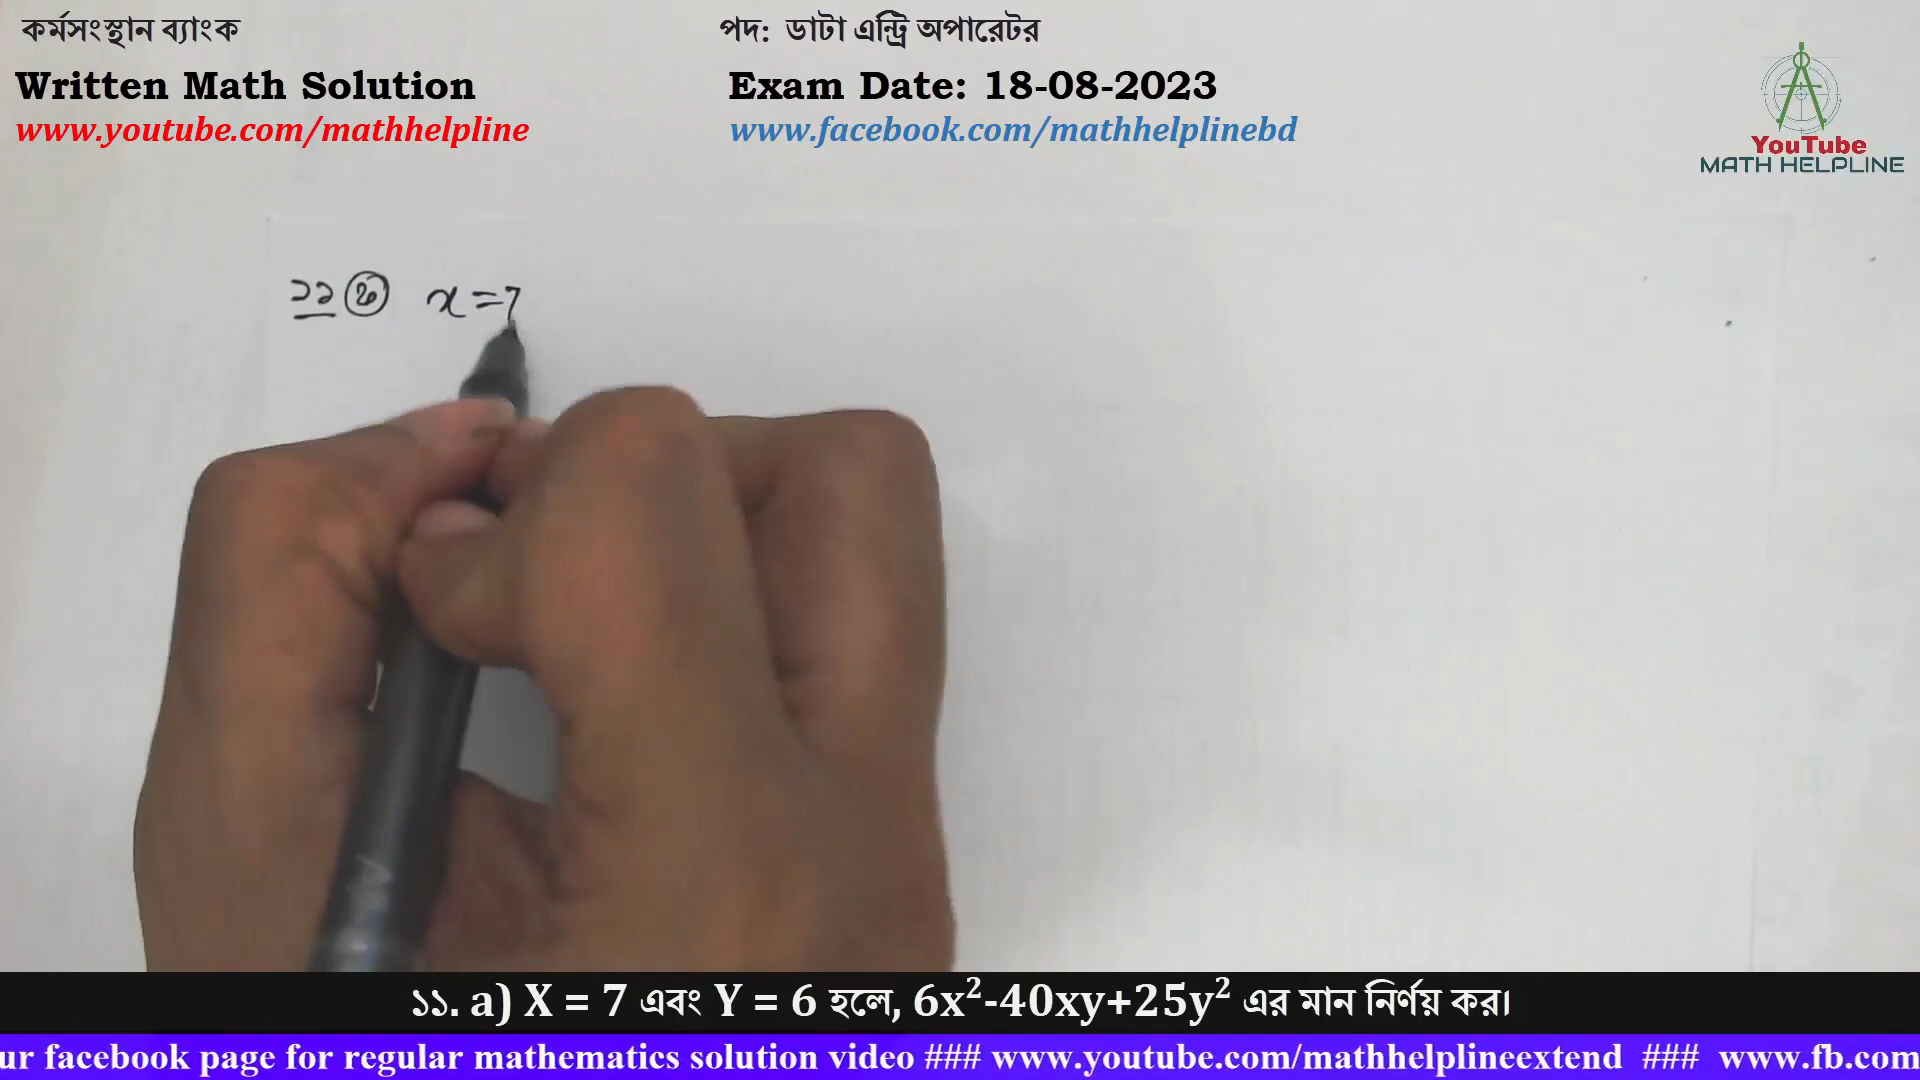 কর্মসংস্থান ব্যাংক
পদ: ডাটা এন্ট্রি অপারেটর
Written Math Solution
Exam Date: 18-08-2023
www.youtube.com/mathhelpline
www.facebook.com/mathhelplinebd
YouTube
MATH HELPLINE
১১ x = 7
১১. a) X = 7 এবং Y = 6 হলে, 6x²-40xy+25y² এর মান নির্ণয় কর।
ur facebook page for regular mathematics solution video ### www.youtube.com/mathhelplineextend ### www.fb.com